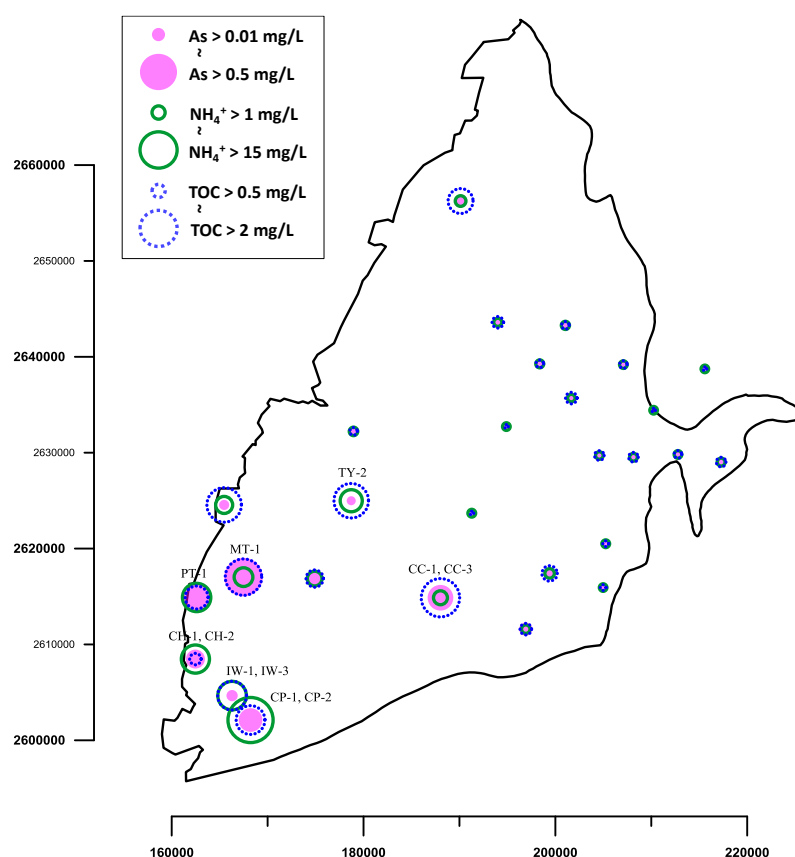 As > 0.01 mg/L
~
As > 0.5 mg/L
NH₄⁺ > 1 mg/L
~
NH₄⁺ > 15 mg/L
TOC > 0.5 mg/L
~
TOC > 2 mg/L
2660000
2650000
2640000
2630000
2620000
2610000
2600000
TY-2
MT-1
PT-1
CC-1, CC-3
CH-1, CH-2
IW-1, IW-3
CP-1, CP-2
160000
180000
200000
220000